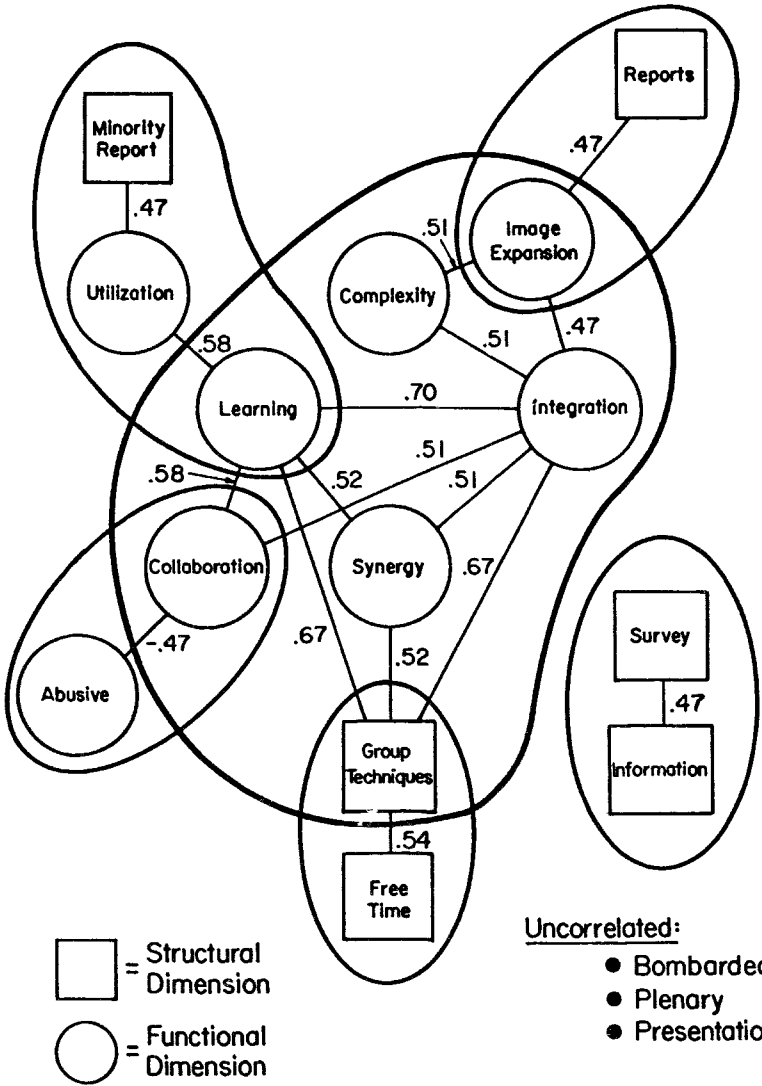 Reports
Minority
Report
.47
.47
Image
Expansion
.51
Utilization
Complexity
.58
.51
.47
Learning
.70
Integration
.51
.58
.52
.51
Collaboration
Synergy
.67
-.47
.67
.52
Survey
Abusive
.47
Group
Techniques
Information
.54
Free
Time
Uncorrelated:
= Structural
Dimension
● Bombarded
● Plenary
● Presentatio
= Functional
Dimension